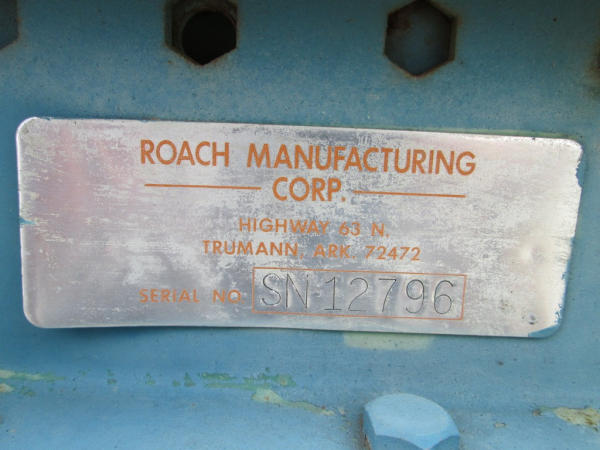 ROACH MANUFACTURING
CORP.
HIGHWAY 63 N.
TRUMANN, ARK. 72472
SERIAL NO SN 12796